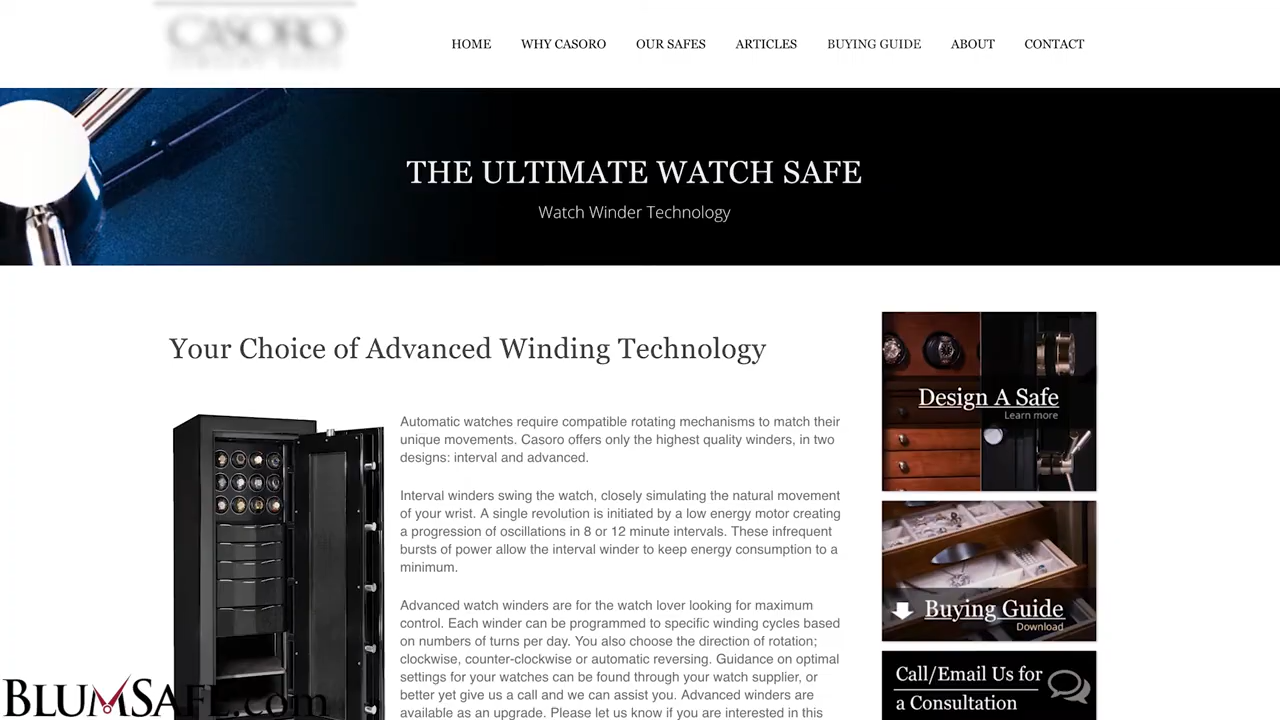 CASORO
HOME WHY CASORO OUR SAFES ARTICLES BUYING GUIDE ABOUT CONTACT
THE ULTIMATE WATCH SAFE
Watch Winder Technology
Your Choice of Advanced Winding Technology
Automatic watches require compatible rotating mechanisms to match their
unique movements. Casoro offers only the highest quality winders, in two
designs: interval and advanced.
Interval winders swing the watch, closely simulating the natural movement
of your wrist. A single revolution is initiated by a low energy motor creating
a progression of oscillations in 8 or 12 minute intervals. These infrequent
bursts of power allow the interval winder to keep energy consumption to a
minimum.
Advanced watch winders are for the watch lover looking for maximum
control. Each winder can be programmed to specific winding cycles based
on numbers of turns per day. You also choose the direction of rotation;
clockwise, counter-clockwise or automatic reversing. Guidance on optimal
settings for your watches can be found through your watch supplier, or
better yet give us a call and we can assist you. Advanced winders are
available as an upgrade. Please let us know if you are interested in this
Design A Safe
Learn more
Buying Guide
Download
Call/Email Us for
a Consultation
BLUMSAFE.com